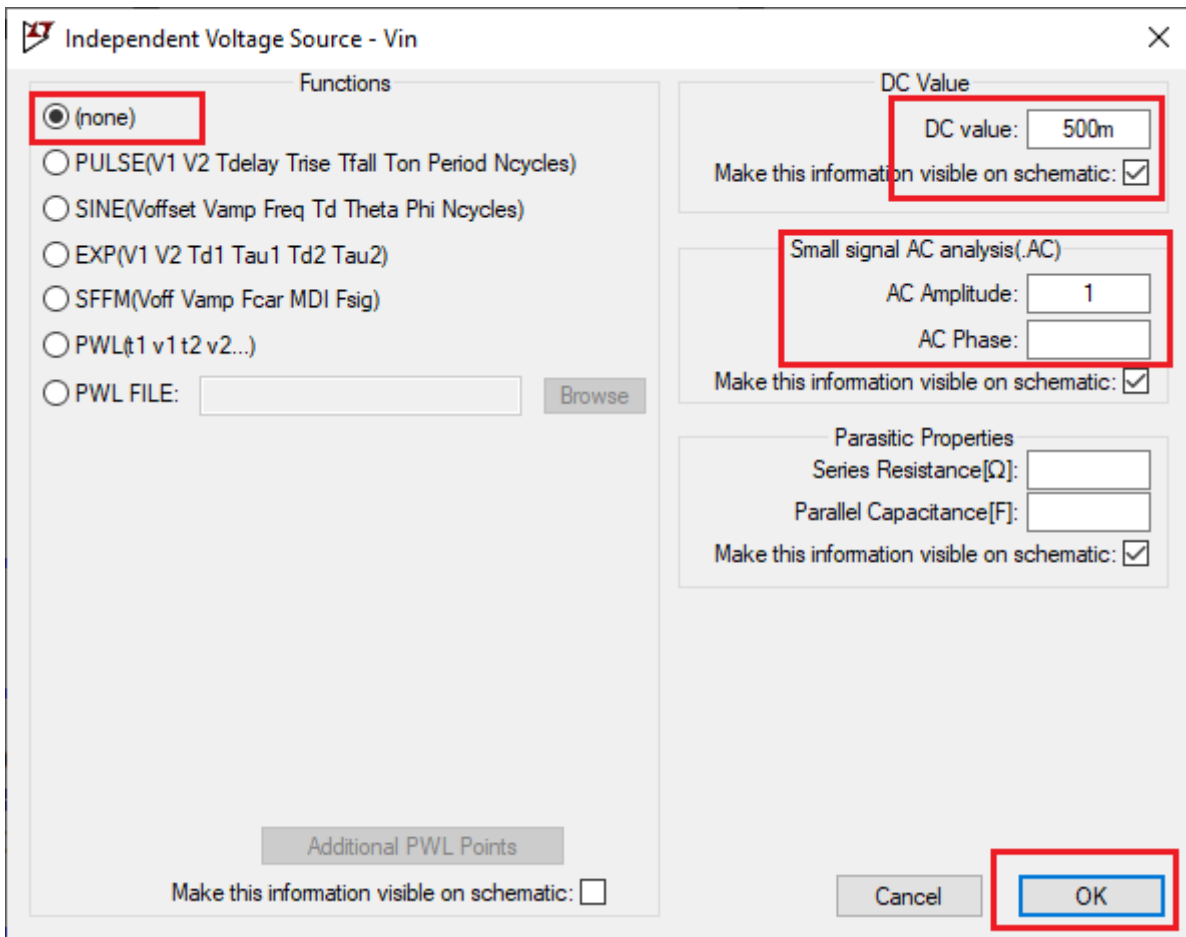 Independent Voltage Source - Vin
Functions
(none)
PULSE(V1 V2 Tdelay Trise Tfall Ton Period Ncycles)
SINE(Voffset Vamp Freq Td Theta Phi Ncycles)
EXP(V1 V2 Td1 Tau1 Td2 Tau2)
SFFM(Voff Vamp Fcar MDI Fsig)
PWL(t1 v1 t2 v2...)
PWL FILE: Browse
Additional PWL Points
Make this information visible on schematic:
DC Value
DC value: 500m
Make this information visible on schematic:
Small signal AC analysis(.AC)
AC Amplitude: 1
AC Phase:
Make this information visible on schematic:
Parasitic Properties
Series Resistance[Ω]:
Parallel Capacitance[F]:
Make this information visible on schematic:
Cancel OK